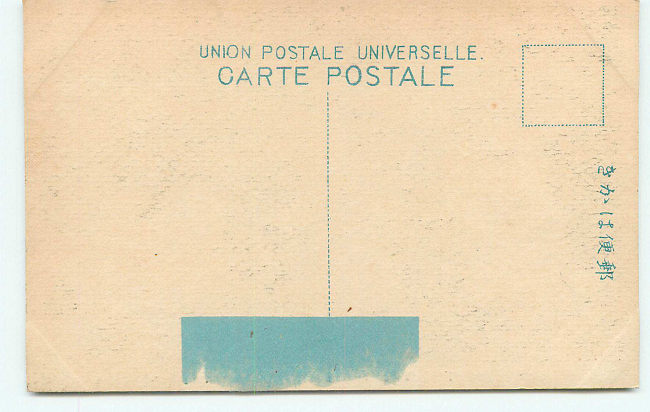 UNION POSTALE UNIVERSELLE.
CARTE POSTALE
郵便はかき